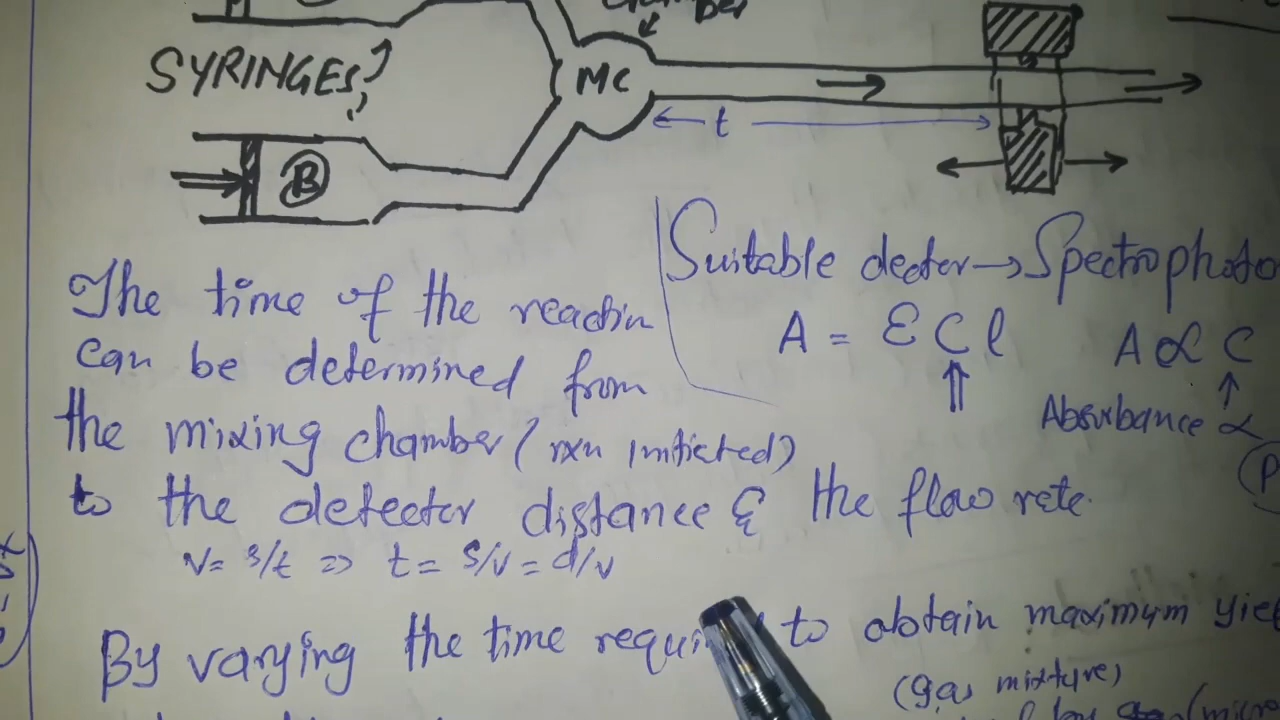 SYRINGES
MC
t
B
Suitable deeter → Spectrophoto
A = ε C l
A ∝ C
Absorbance ∝
The time of the reaction
can be determined from
the mixing chamber (rxn initiated)
to the detector distance & the flow rate.
v = s/t ⇒ t = s/v = d/v
By varying the time requi to obtain maximum yie
(gas mixture)